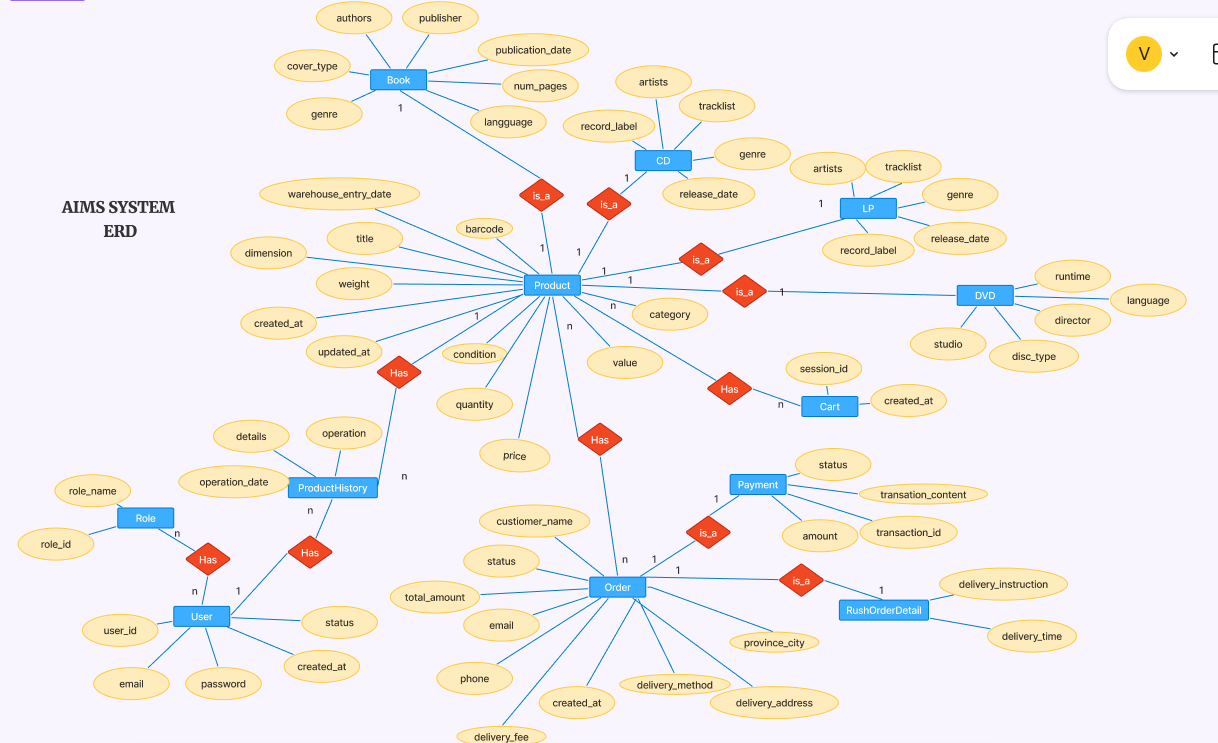 authors
publisher
publication_date
cover_type
Book
num_pages
genre
langguage
1
artists
tracklist
record_label
CD
genre
release_date
1
V
artists
tracklist
genre
LP
1
release_date
record_label
AIMS SYSTEM
ERD
warehouse_entry_date
is_a
is_a
barcode
title
dimension
1
1
is_a
weight
Product
1
1
is_a
1
DVD
runtime
language
director
studio
disc_type
created_at
1
n
n
category
updated_at
condition
value
Has
quantity
price
session_id
Has
n
Cart
created_at
details
operation
Has
operation_date
ProductHistory
n
n
role_name
Role
role_id
n
Has
Has
n
1
User
user_id
status
email
password
created_at
Payment
status
transation_content
transaction_id
amount
1
is_a
custiomer_name
status
n
1
1
is_a
1
total_amount
Order
email
phone
delivery_fee
created_at
delivery_method
delivery_address
province_city
RushOrderDetail
delivery_instruction
delivery_time